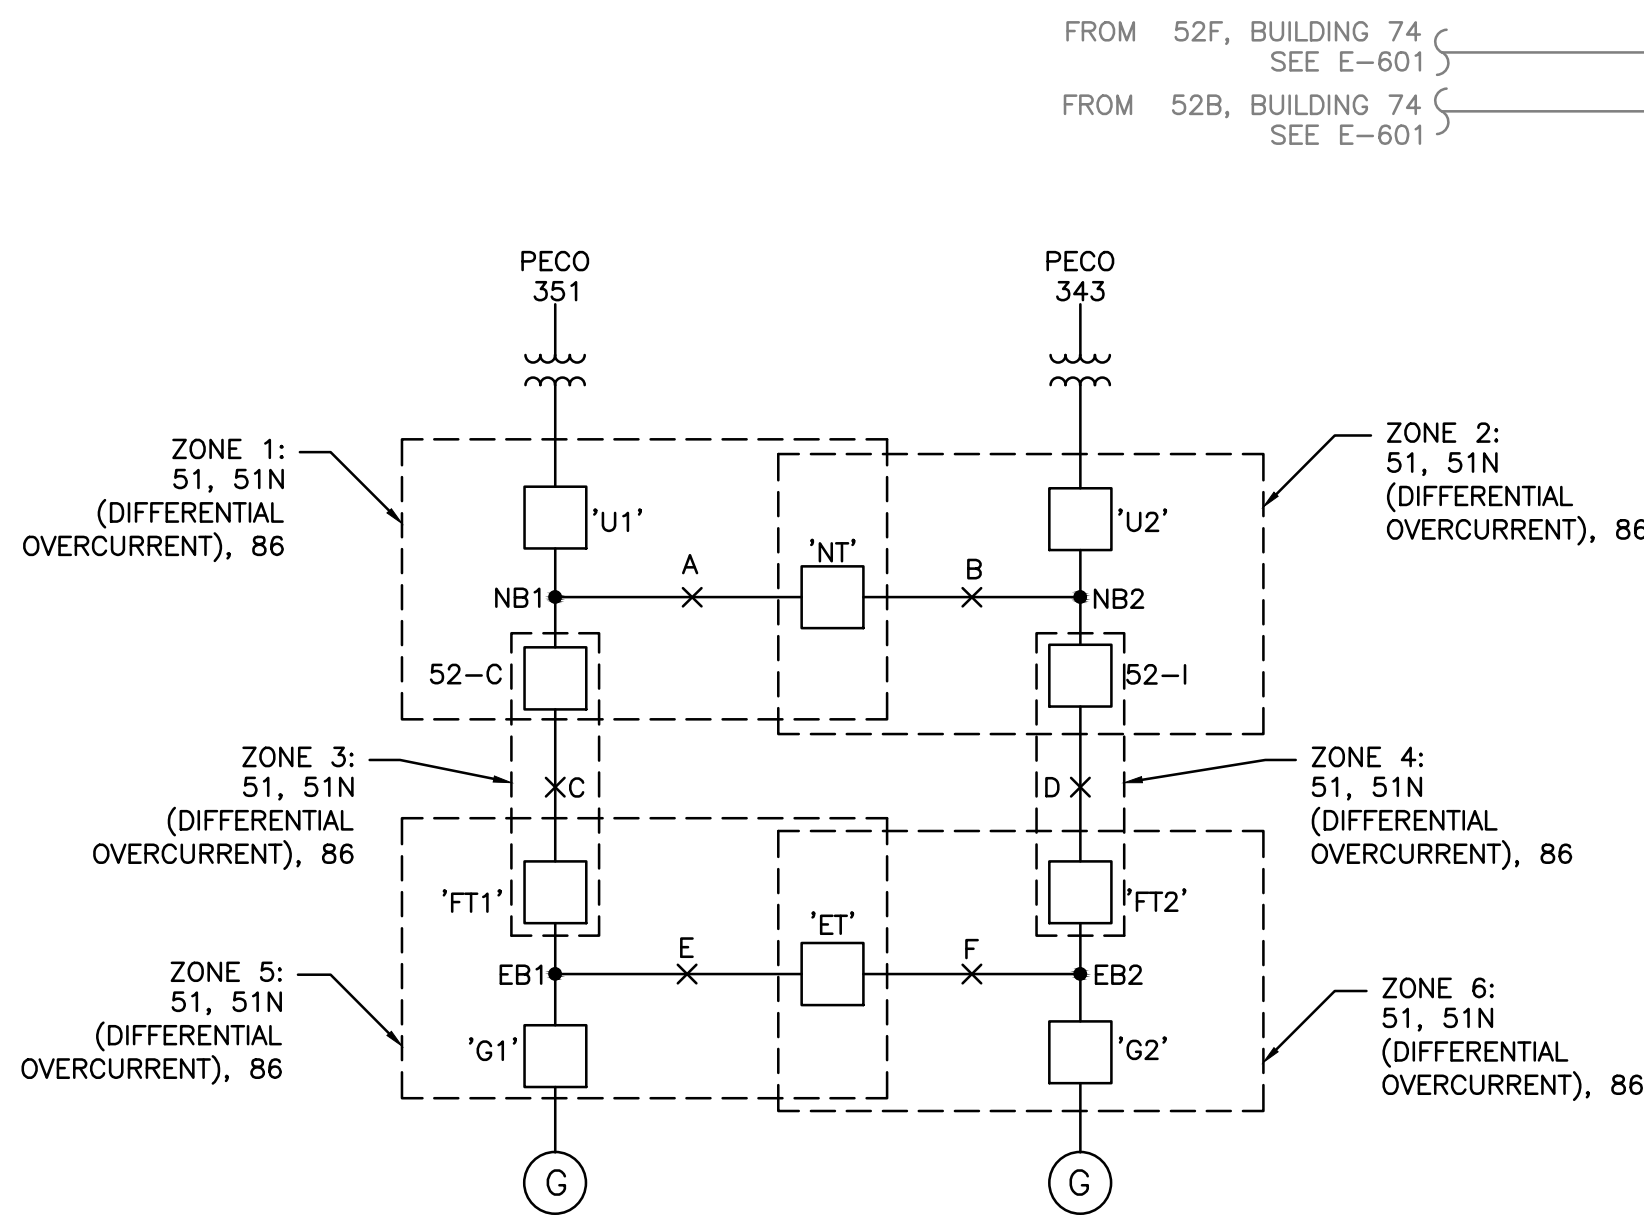 FROM 52F, BUILDING 74
SEE E-601
FROM 52B, BUILDING 74
SEE E-601
PECO
351
PECO
343
ZONE 1:
51, 51N
(DIFFERENTIAL
OVERCURRENT), 86
ZONE 2:
51, 51N
(DIFFERENTIAL
OVERCURRENT), 86
'U1'
'U2'
'NT'
A
B
NB1
NB2
52-C
52-I
ZONE 3:
51, 51N
(DIFFERENTIAL
OVERCURRENT), 86
C
D
ZONE 4:
51, 51N
(DIFFERENTIAL
OVERCURRENT), 86
'FT1'
'FT2'
'ET'
E
F
EB1
EB2
ZONE 5:
51, 51N
(DIFFERENTIAL
OVERCURRENT), 86
ZONE 6:
51, 51N
(DIFFERENTIAL
OVERCURRENT), 86
'G1'
'G2'
G
G